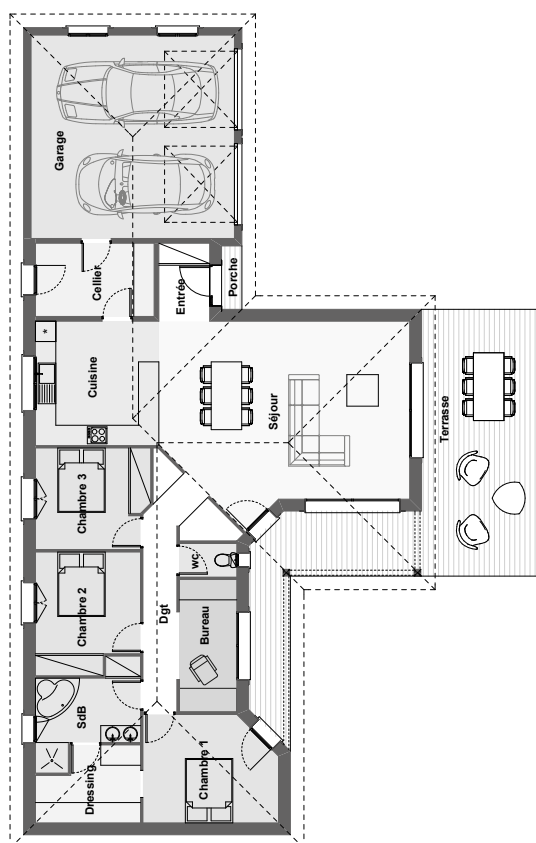 Garage
Cellier
Entrée
Porche
Cuisine
Séjour
Terrasse
Chambre 3
wc
Chambre 2
Dgt
Bureau
SdB
Dressing
Chambre 1